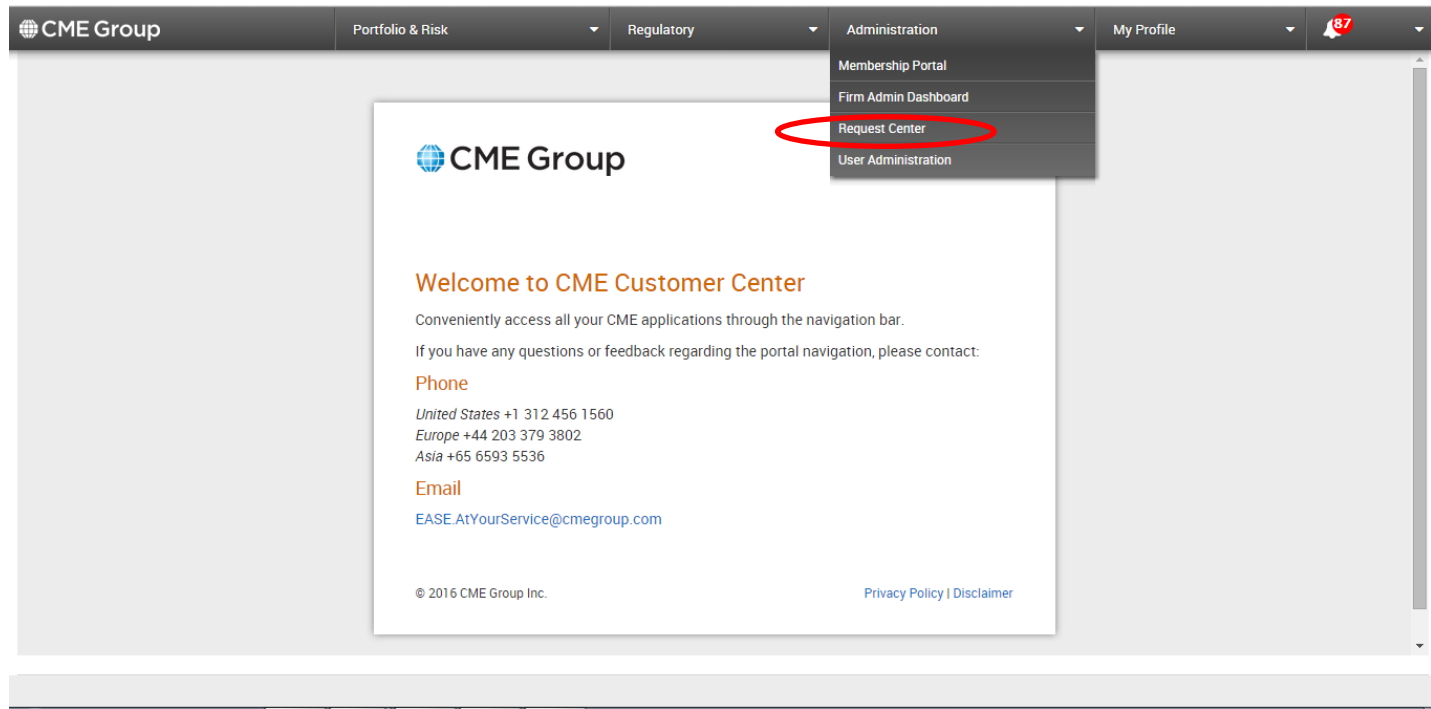 CME Group
Portfolio & Risk
Regulatory
Administration
My Profile
87
Membership Portal
Firm Admin Dashboard
Request Center
User Administration
CME Group
Welcome to CME Customer Center
Conveniently access all your CME applications through the navigation bar.
If you have any questions or feedback regarding the portal navigation, please contact:
Phone
United States +1 312 456 1560
Europe +44 203 379 3802
Asia +65 6593 5536
Email
EASE.AtYourService@cmegroup.com
© 2016 CME Group Inc.
Privacy Policy | Disclaimer